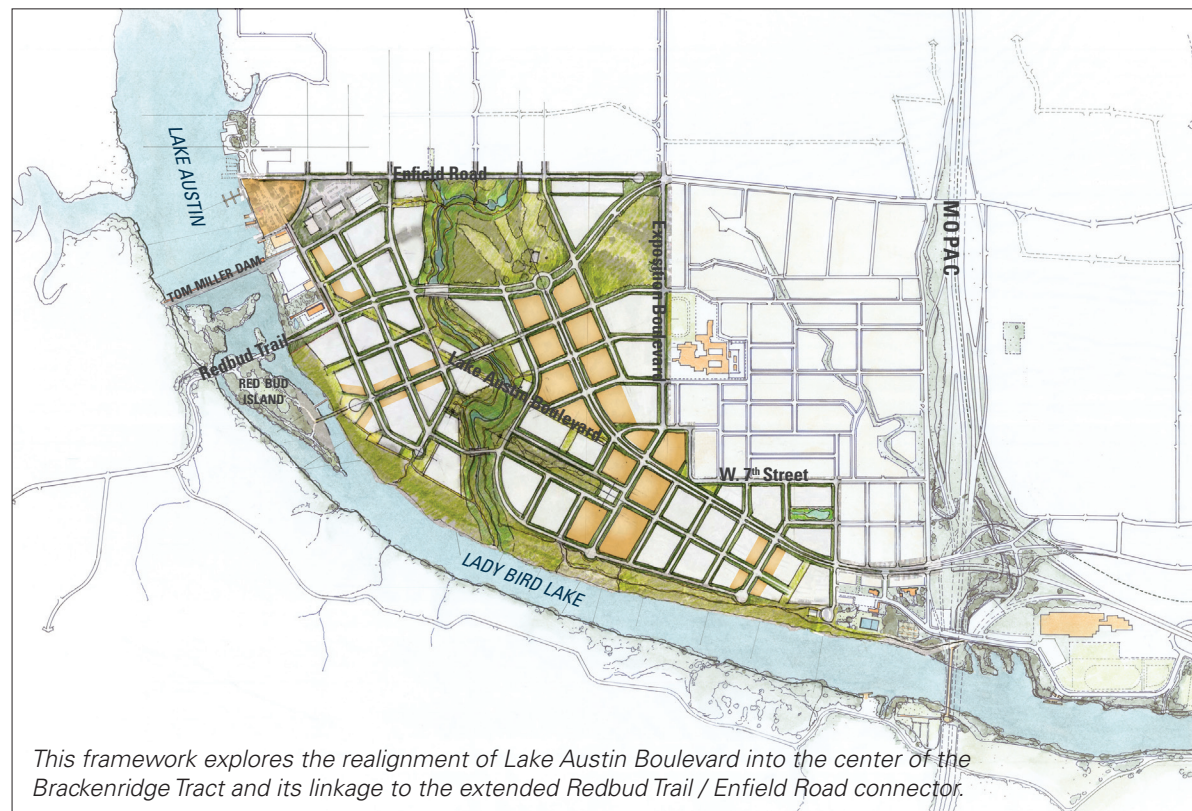 LAKE AUSTIN
Enfield Road
Exposition Boulevard
MOPAC
TOM MILLER DAM
Redbud Trail
RED BUD
ISLAND
Lake Austin Boulevard
W. 7th Street
LADY BIRD LAKE
This framework explores the realignment of Lake Austin Boulevard into the center of the
Brackenridge Tract and its linkage to the extended Redbud Trail / Enfield Road connector.